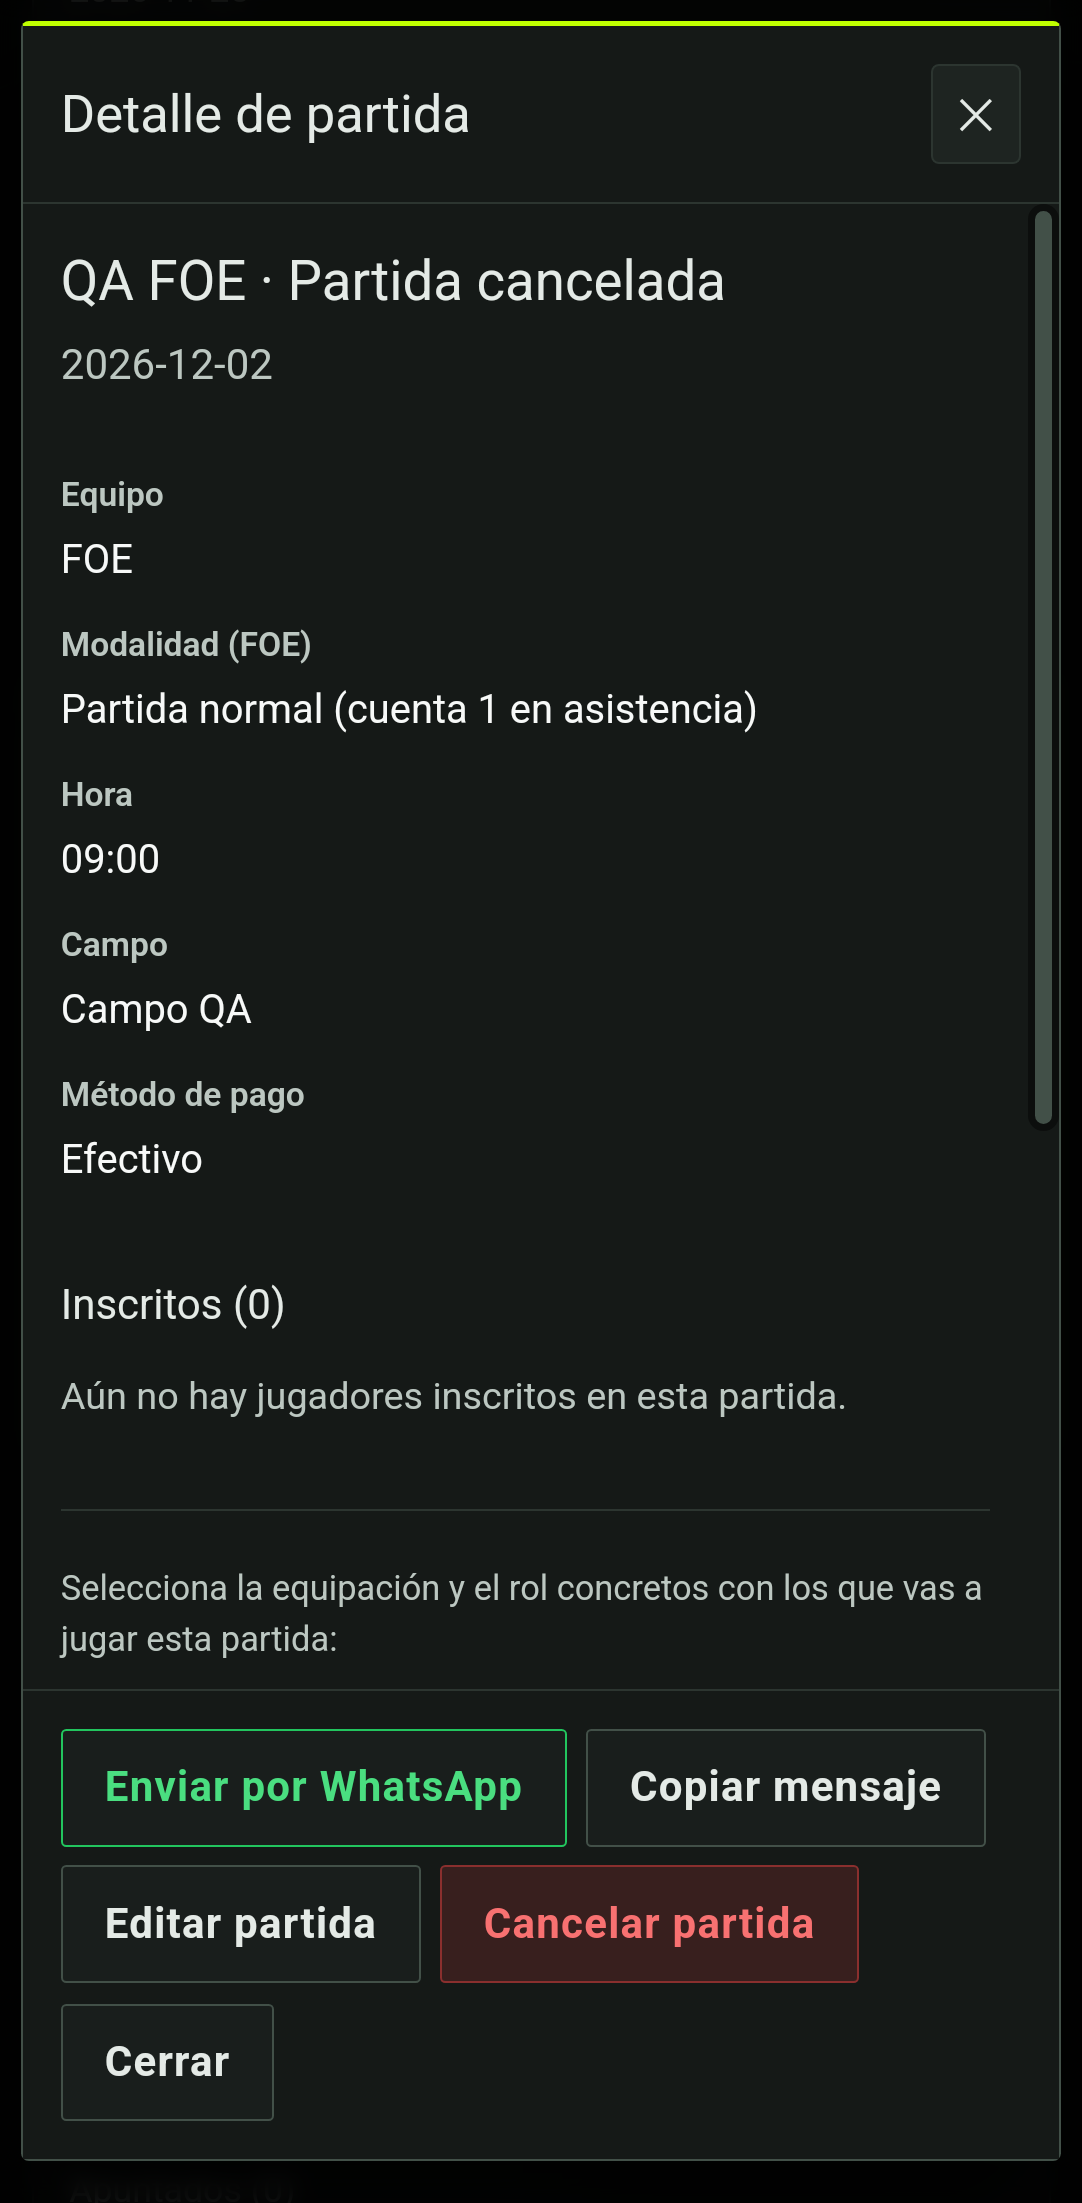 Detalle de partida
QA FOE · Partida cancelada
2026-12-02
Equipo
FOE
Modalidad (FOE)
Partida normal (cuenta 1 en asistencia)
Hora
09:00
Campo
Campo QA
Método de pago
Efectivo
Inscritos (0)
Aún no hay jugadores inscritos en esta partida.
Selecciona la equipación y el rol concretos con los que vas a
jugar esta partida:
Enviar por WhatsApp
Copiar mensaje
Editar partida
Cancelar partida
Cerrar
Apuntados (0)